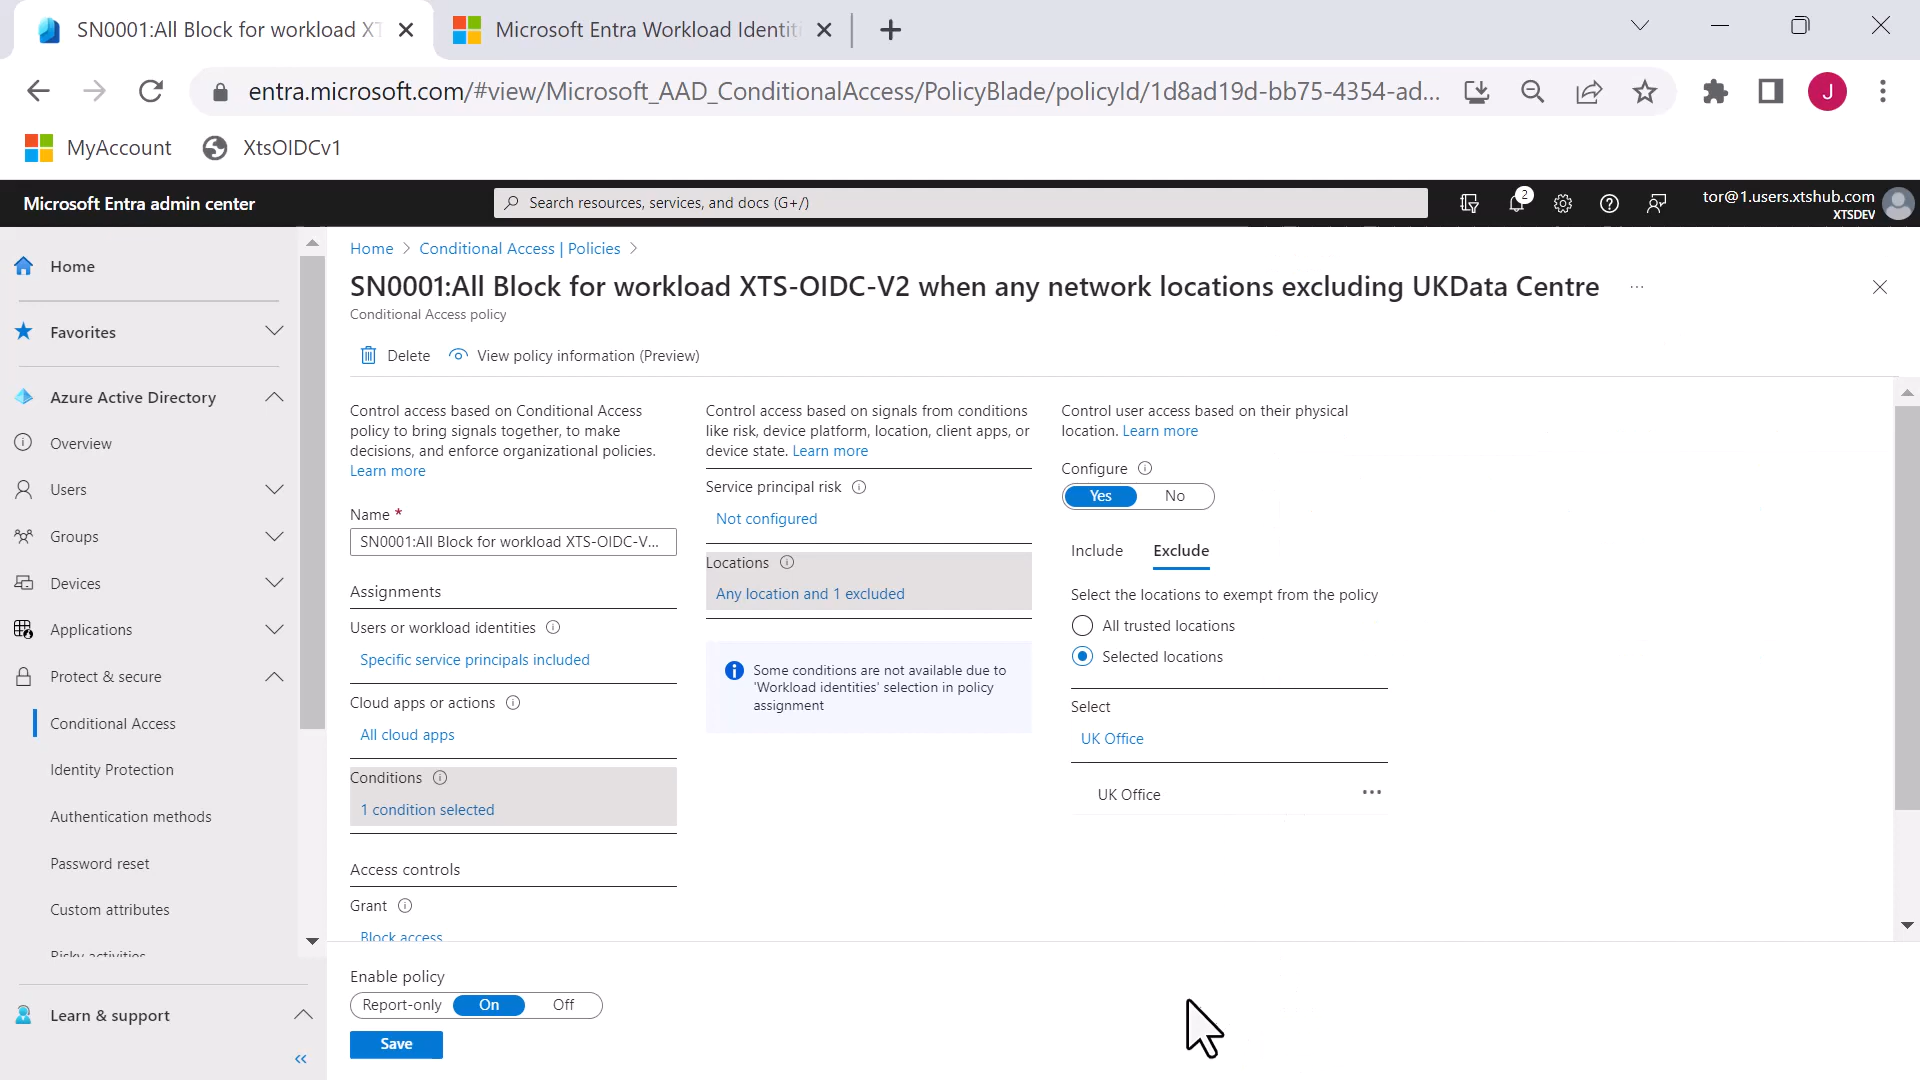 SN0001:All Block for workload XT
Microsoft Entra Workload Identiti
entra.microsoft.com/#view/Microsoft_AAD_ConditionalAccess/PolicyBlade/policyId/1d8ad19d-bb75-4354-ad...
J
MyAccount
XtsOIDCv1
Microsoft Entra admin center
Search resources, services, and docs (G+/)
2
tor@1.users.xtshub.com
XTSDEV
Home
Favorites
Azure Active Directory
Overview
Users
Groups
Devices
Applications
Protect & secure
Conditional Access
Identity Protection
Authentication methods
Password reset
Custom attributes
Risky activities
Learn & support
Home > Conditional Access | Policies >
SN0001:All Block for workload XTS-OIDC-V2 when any network locations excluding UKData Centre ...
Conditional Access policy
Delete
View policy information (Preview)
Control access based on Conditional Access
policy to bring signals together, to make
decisions, and enforce organizational policies.
Learn more
Name *
SN0001:All Block for workload XTS-OIDC-V...
Assignments
Users or workload identities
Specific service principals included
Cloud apps or actions
All cloud apps
Conditions
1 condition selected
Access controls
Grant
Block access
Control access based on signals from conditions
like risk, device platform, location, client apps, or
device state. Learn more
Service principal risk
Not configured
Locations
Any location and 1 excluded
Some conditions are not available due to
'Workload identities' selection in policy
assignment
Control user access based on their physical
location. Learn more
Configure
Yes No
Include Exclude
Select the locations to exempt from the policy
All trusted locations
Selected locations
Select
UK Office
UK Office
Enable policy
Report-only On Off
Save